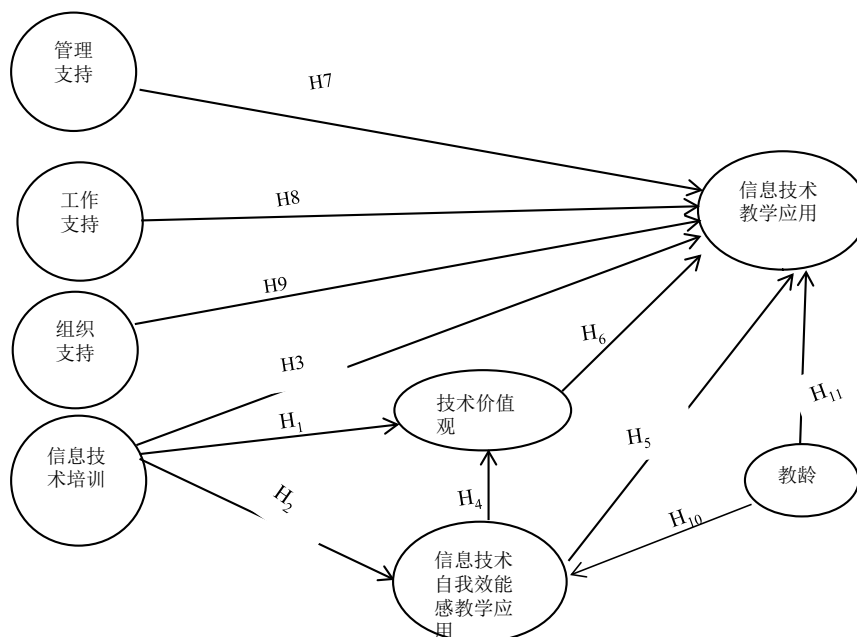 管理
支持
H7
工作
支持
H8
信息技术
教学应用
组织
支持
H9
H6
H3
技术价值
观
H1
H11
信息技
术培训
H5
教龄
H2
H4
H10
信息技术
自我效能
感教学应
用